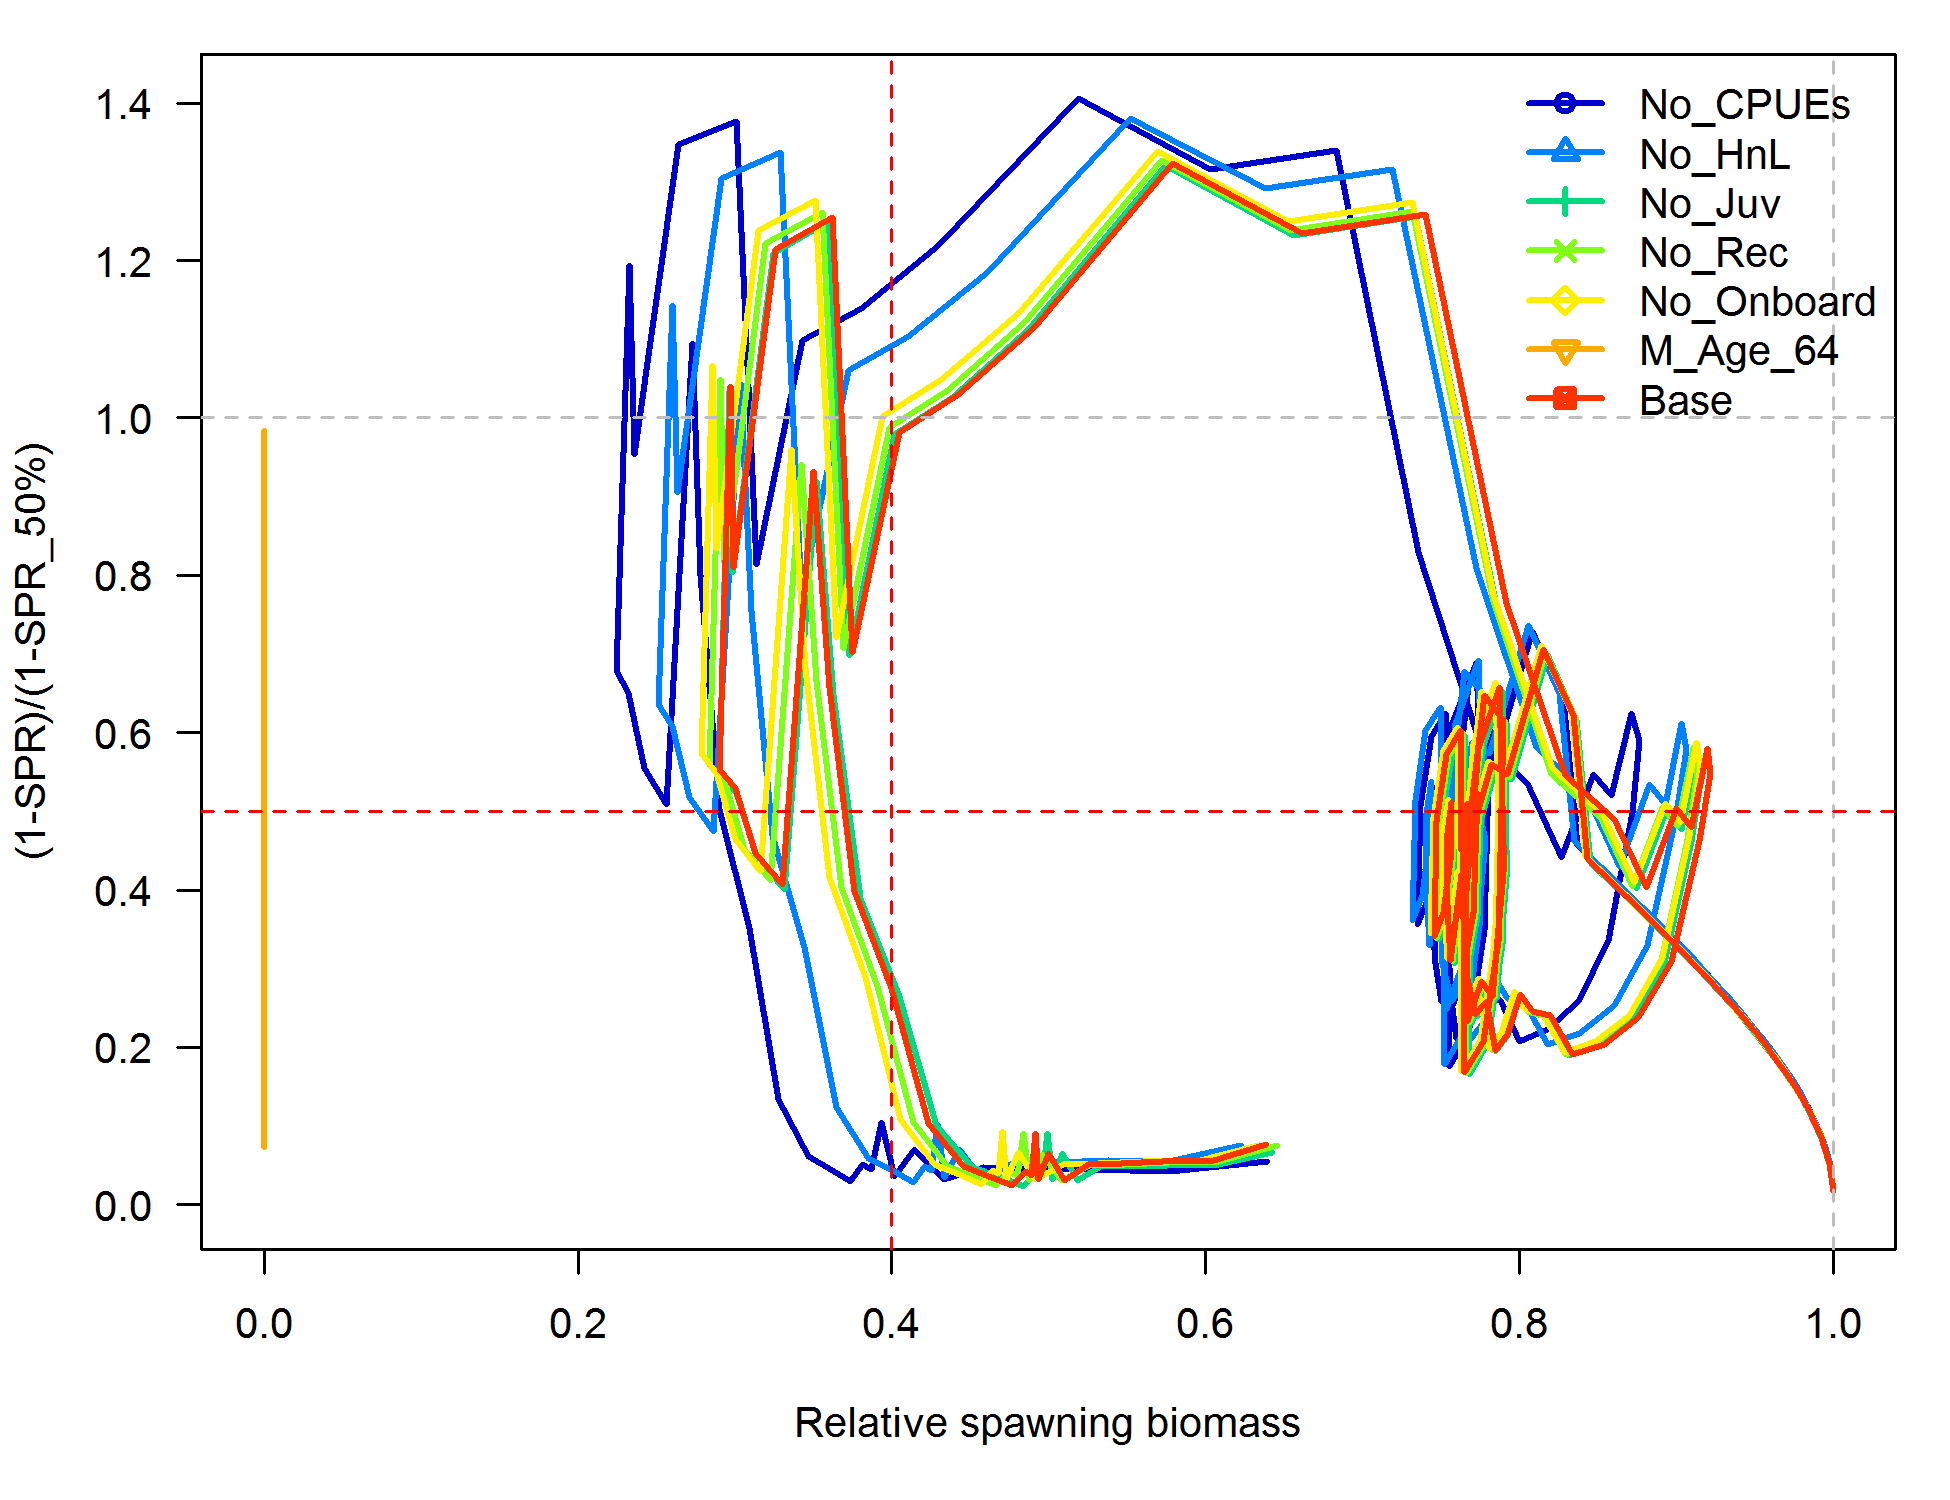 (1-SPR)/(1-SPR_50%)
1.4
1.2
1.0
0.8
0.6
0.4
0.2
0.0
No_CPUEs
No_HnL
No_Juv
No_Rec
No_Onboard
M_Age_64
Base
0.0 0.2 0.4 0.6 0.8 1.0
Relative spawning biomass